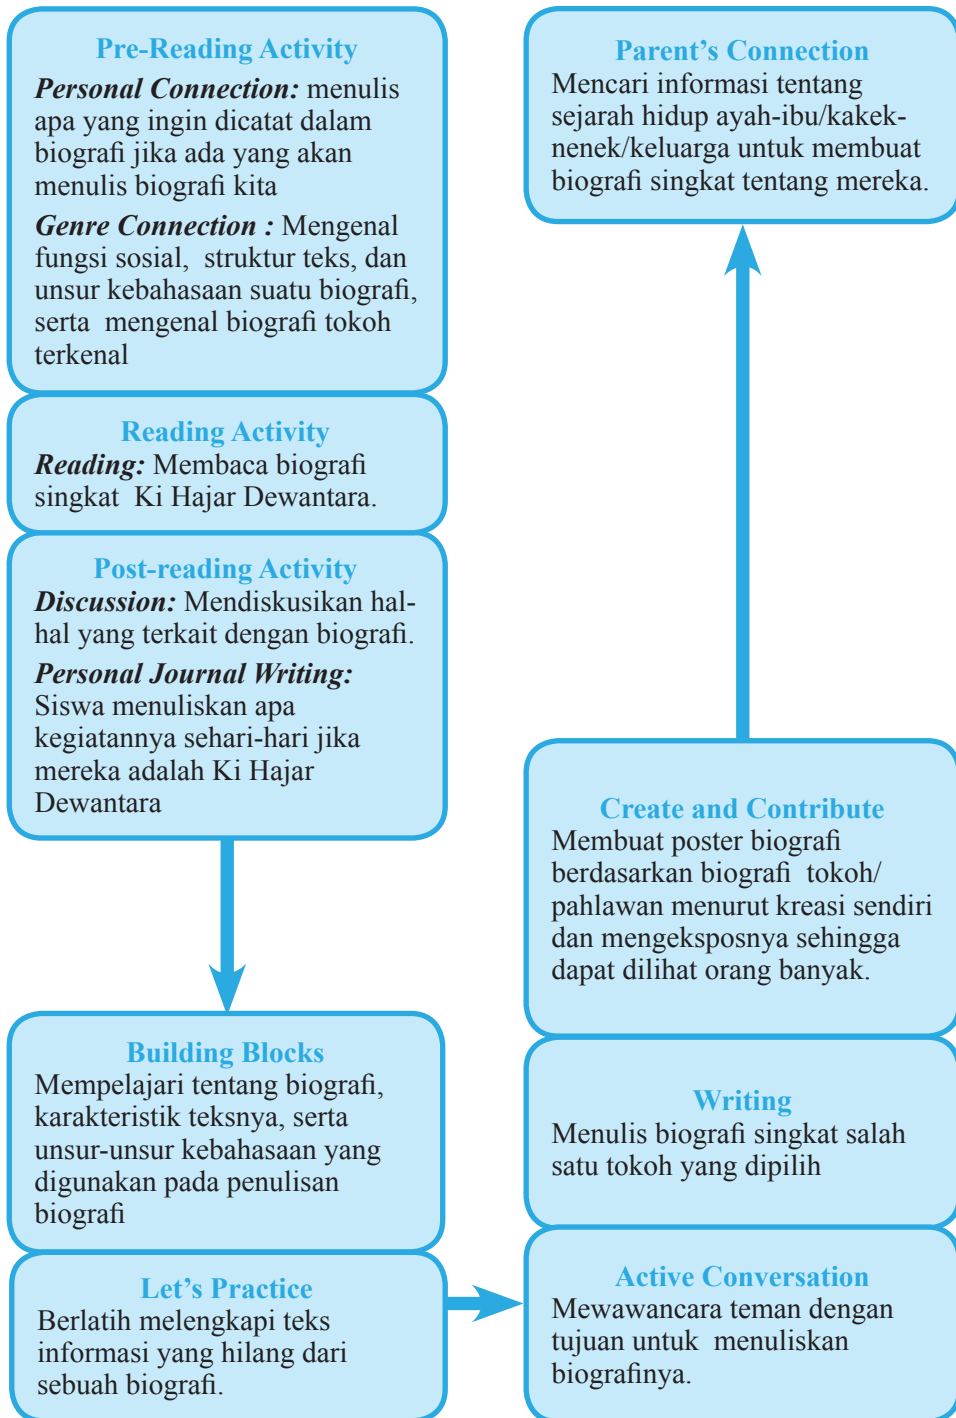 Pre-Reading Activity
Personal Connection: menulis
apa yang ingin dicatat dalam
biografi jika ada yang akan
menulis biografi kita
Genre Connection : Mengenal
fungsi sosial, struktur teks, dan
unsur kebahasaan suatu biografi,
serta mengenal biografi tokoh
terkenal
Reading Activity
Reading: Membaca biografi
singkat Ki Hajar Dewantara.
Post-reading Activity
Discussion: Mendiskusikan hal-
hal yang terkait dengan biografi.
Personal Journal Writing:
Siswa menuliskan apa
kegiatannya sehari-hari jika
mereka adalah Ki Hajar
Dewantara
Building Blocks
Mempelajari tentang biografi,
karakteristik teksnya, serta
unsur-unsur kebahasaan yang
digunakan pada penulisan
biografi
Let's Practice
Berlatih melengkapi teks
informasi yang hilang dari
sebuah biografi.
Active Conversation
Mewawancara teman dengan
tujuan untuk menuliskan
biografinya.
Writing
Menulis biografi singkat salah
satu tokoh yang dipilih
Create and Contribute
Membuat poster biografi
berdasarkan biografi tokoh/
pahlawan menurut kreasi sendiri
dan mengeksposnya sehingga
dapat dilihat orang banyak.
Parent's Connection
Mencari informasi tentang
sejarah hidup ayah-ibu/kakek-
nenek/keluarga untuk membuat
biografi singkat tentang mereka.